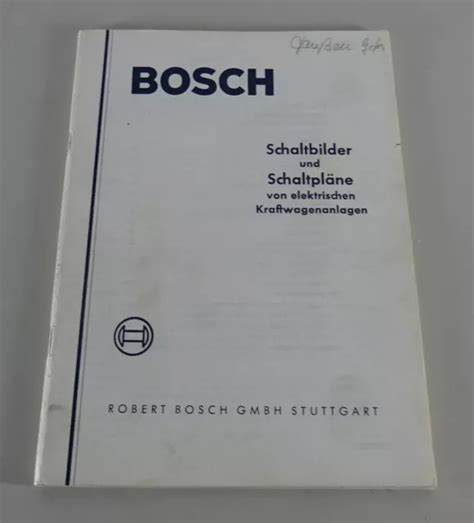 BOSCH
Schaltbilder
und
Schaltpläne
von elektrischen
Kraftwagenanlagen
ROBERT BOSCH GMBH STUTTGART